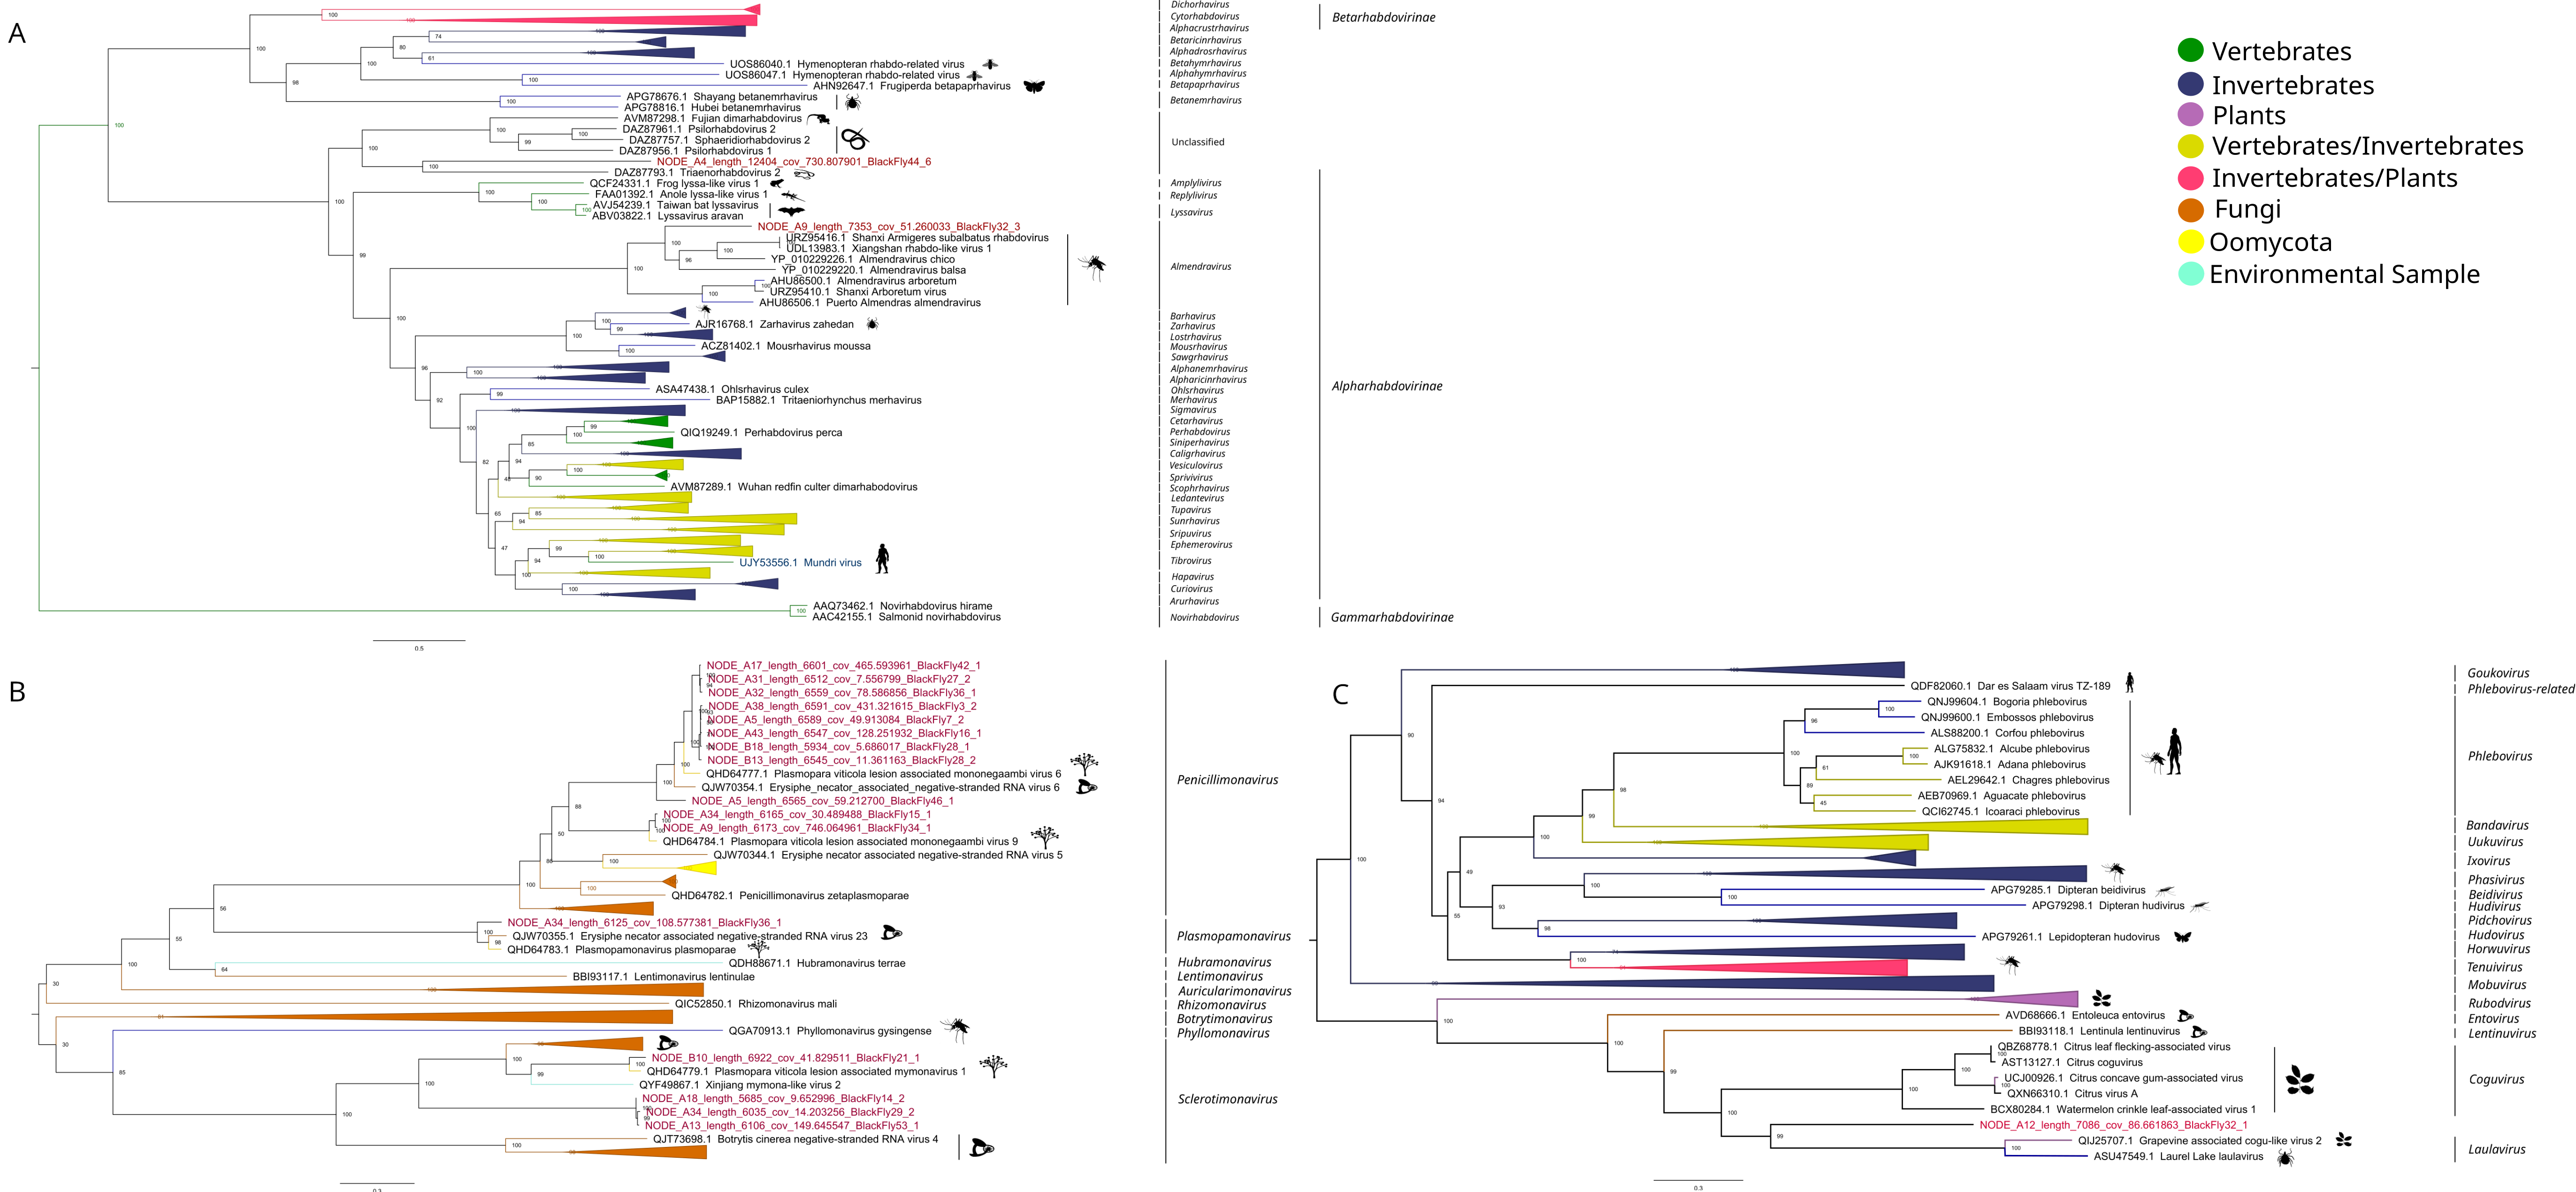 A
Dichorhavirus
Cytorhabdovirus
Alphacrustrhavirus
Betaricinrhavirus
Alphadrosrhavirus
Betahymrhavirus
Alphahymrhavirus
Betapaprhavirus
Betanemrhavirus
Unclassified
Amplylivirus
Replylivirus
Lyssavirus
Almendravirus
Barhavirus
Zarhavirus
Lostrhavirus
Mousrhavirus
Sawgrhavirus
Alphanemrhavirus
Alpharicinrhavirus
Ohlsrhavirus
Merhavirus
Sigmavirus
Cetarhavirus
Perhabdovirus
Siniperhavirus
Caligrhavirus
Vesiculovirus
Sprivivirus
Scophrhavirus
Ledantevirus
Tupavirus
Sunrhavirus
Sripuvirus
Ephemerovirus
Tibrovirus
Hapavirus
Curiovirus
Arurhavirus
Novirhabdovirus
Betarhabdovirinae
Alpharhabdovirinae
Gammarhabdovirinae
UOS86040.1 Hymenopteran rhabdo-related virus
UOS86047.1 Hymenopteran rhabdo-related virus
AHN92647.1 Frugiperda betapaprhavirus
APG78676.1 Shayang betanemrhavirus
APG78816.1 Hubei betanemrhavirus
AVM87298.1 Fujian dimarhabdovirus
DAZ87961.1 Psilorhabdovirus 2
DAZ87757.1 Sphaeridiorhabdovirus 2
DAZ87956.1 Psilorhabdovirus 1
NODE_A4_length_12404_cov_730.807901_BlackFly44_6
DAZ87793.1 Triaenorhabdovirus 2
QCF24331.1 Frog lyssa-like virus 1
FAA01392.1 Anole lyssa-like virus 1
AVJ54239.1 Taiwan bat lyssavirus
ABV03822.1 Lyssavirus aravan
NODE_A9_length_7353_cov_51.260033_BlackFly32_3
URZ95416.1 Shanxi Armigeres subalbatus rhabdovirus
UDL13983.1 Xiangshan rhabdo-like virus 1
YP_010229226.1 Almendravirus chico
YP_010229220.1 Almendravirus balsa
AHU86500.1 Almendravirus arboretum
URZ95410.1 Shanxi Arboretum virus
AHU86506.1 Puerto Almendras almendravirus
AJR16768.1 Zarhavirus zahedan
ACZ81402.1 Mousrhavirus moussa
ASA47438.1 Ohlsrhavirus culex
BAP15882.1 Tritaeniorhynchus merhavirus
QIQ19249.1 Perhabdovirus perca
AVM87289.1 Wuhan redfin culter dimarhabodovirus
UJY53556.1 Mundri virus
AAQ73462.1 Novirhabdovirus hirame
AAC42155.1 Salmonid novirhabdovirus
0.5
Vertebrates
Invertebrates
Plants
Vertebrates/Invertebrates
Invertebrates/Plants
Fungi
Oomycota
Environmental Sample
B
NODE_A17_length_6601_cov_465.593961_BlackFly42_1
NODE_A31_length_6512_cov_7.556799_BlackFly27_2
NODE_A32_length_6559_cov_78.586856_BlackFly36_1
NODE_A38_length_6591_cov_431.321615_BlackFly3_2
NODE_A5_length_6589_cov_49.913084_BlackFly7_2
NODE_A43_length_6547_cov_128.251932_BlackFly16_1
NODE_B18_length_5934_cov_5.686017_BlackFly28_1
NODE_B13_length_6545_cov_11.361163_BlackFly28_2
QHD64777.1 Plasmopara viticola lesion associated mononegaambi virus 6
QJW70354.1 Erysiphe_necator_associated_negative-stranded RNA virus 6
NODE_A5_length_6565_cov_59.212700_BlackFly46_1
NODE_A34_length_6165_cov_30.489488_BlackFly15_1
NODE_A9_length_6173_cov_746.064961_BlackFly34_1
QHD64784.1 Plasmopara viticola lesion associated mononegaambi virus 9
QJW70344.1 Erysiphe necator associated negative-stranded RNA virus 5
QHD64782.1 Penicillimonavirus zetaplasmoparae
NODE_A34_length_6125_cov_108.577381_BlackFly36_1
QJW70355.1 Erysiphe necator associated negative-stranded RNA virus 23
QHD64783.1 Plasmopamonavirus plasmoparae
QDH88671.1 Hubramonavirus terrae
BBI93117.1 Lentimonavirus lentinulae
QIC52850.1 Rhizomonavirus mali
QGA70913.1 Phyllomonavirus gysingense
NODE_B10_length_6922_cov_41.829511_BlackFly21_1
QHD64779.1 Plasmopara viticola lesion associated mymonavirus 1
QYF49867.1 Xinjiang mymona-like virus 2
NODE_A18_length_5685_cov_9.652996_BlackFly14_2
NODE_A34_length_6035_cov_14.203256_BlackFly29_2
NODE_A13_length_6106_cov_149.645547_BlackFly53_1
QJT73698.1 Botrytis cinerea negative-stranded RNA virus 4
0.3
Penicillimonavirus
Plasmopamonavirus
Hubramonavirus
Lentimonavirus
Auricularimonavirus
Rhizomonavirus
Botrytimonavirus
Phyllomonavirus
Sclerotimonavirus
C
QDF82060.1 Dar es Salaam virus TZ-189
QNJ99604.1 Bogoria phlebovirus
QNJ99600.1 Embossos phlebovirus
ALS88200.1 Corfou phlebovirus
ALG75832.1 Alcube phlebovirus
AJK91618.1 Adana phlebovirus
AEL29642.1 Chagres phlebovirus
AEB70969.1 Aguacate phlebovirus
QCI62745.1 Icoaraci phlebovirus
APG79285.1 Dipteran beidivirus
APG79298.1 Dipteran hudivirus
APG79261.1 Lepidopteran hudovirus
AVD68666.1 Entoleuca entovirus
BBI93118.1 Lentinula lentinuvirus
QBZ68778.1 Citrus leaf flecking-associated virus
AST13127.1 Citrus coguvirus
UCJ00926.1 Citrus concave gum-associated virus
QXN66310.1 Citrus virus A
BCX80284.1 Watermelon crinkle leaf-associated virus 1
NODE_A12_length_7086_cov_86.661863_BlackFly32_1
QIJ25707.1 Grapevine associated cogu-like virus 2
ASU47549.1 Laurel Lake laulavirus
0.3
Goukovirus
Phlebovirus-related
Phlebovirus
Bandavirus
Uukuvirus
Ixovirus
Phasivirus
Beidivirus
Hudivirus
Pidchovirus
Hudovirus
Horwuvirus
Tenuivirus
Mobuvirus
Rubodvirus
Entovirus
Lentinuvirus
Coguvirus
Laulavirus